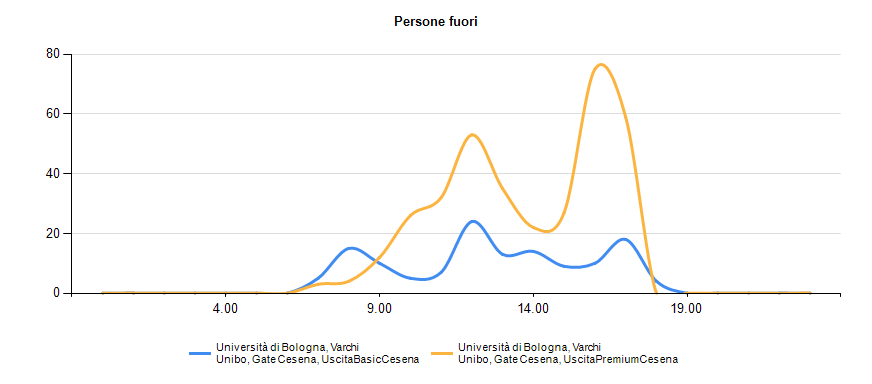 Persone fuori
80
60
40
20
0
4.00 9.00 14.00 19.00
Università di Bologna, Varchi
Unibo, Gate Cesena, UscitaBasicCesena
Università di Bologna, Varchi
Unibo, Gate Cesena, UscitaPremiumCesena